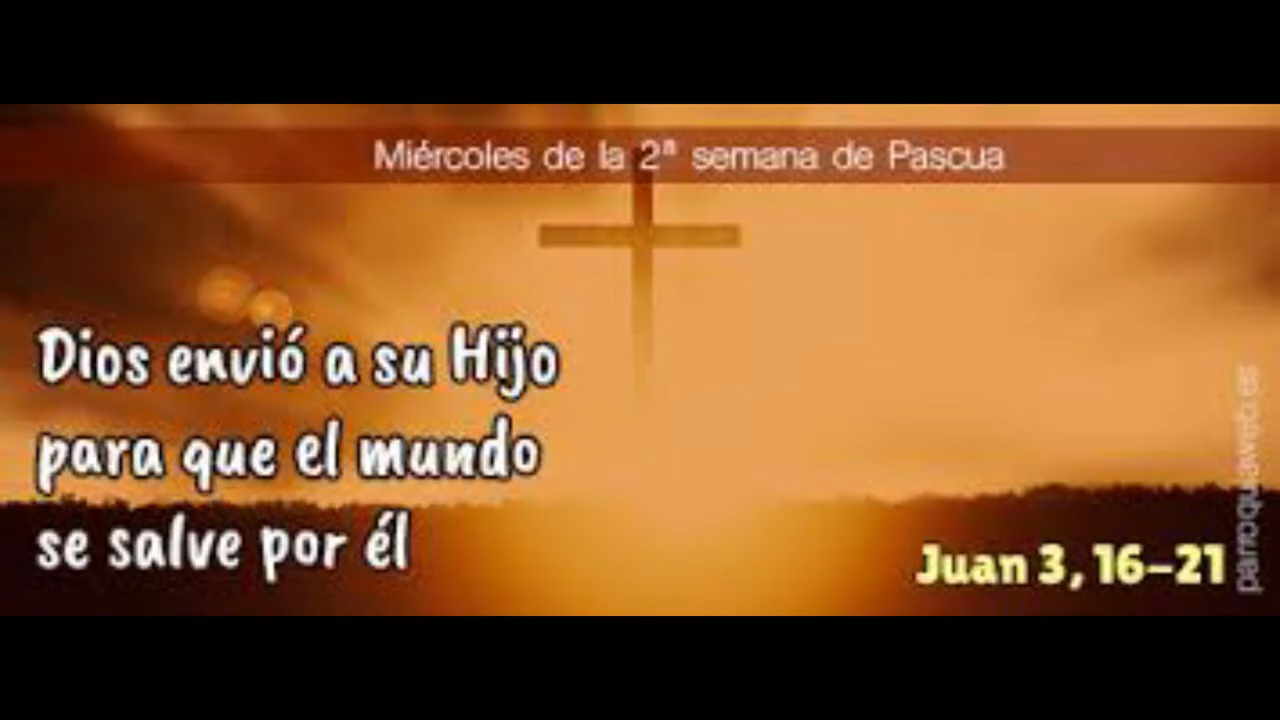 Miércoles de la 2ª semana de Pascua
Dios envió a su Hijo
para que el mundo
se salve por él
Juan 3, 16-21
parroquiaweb.es